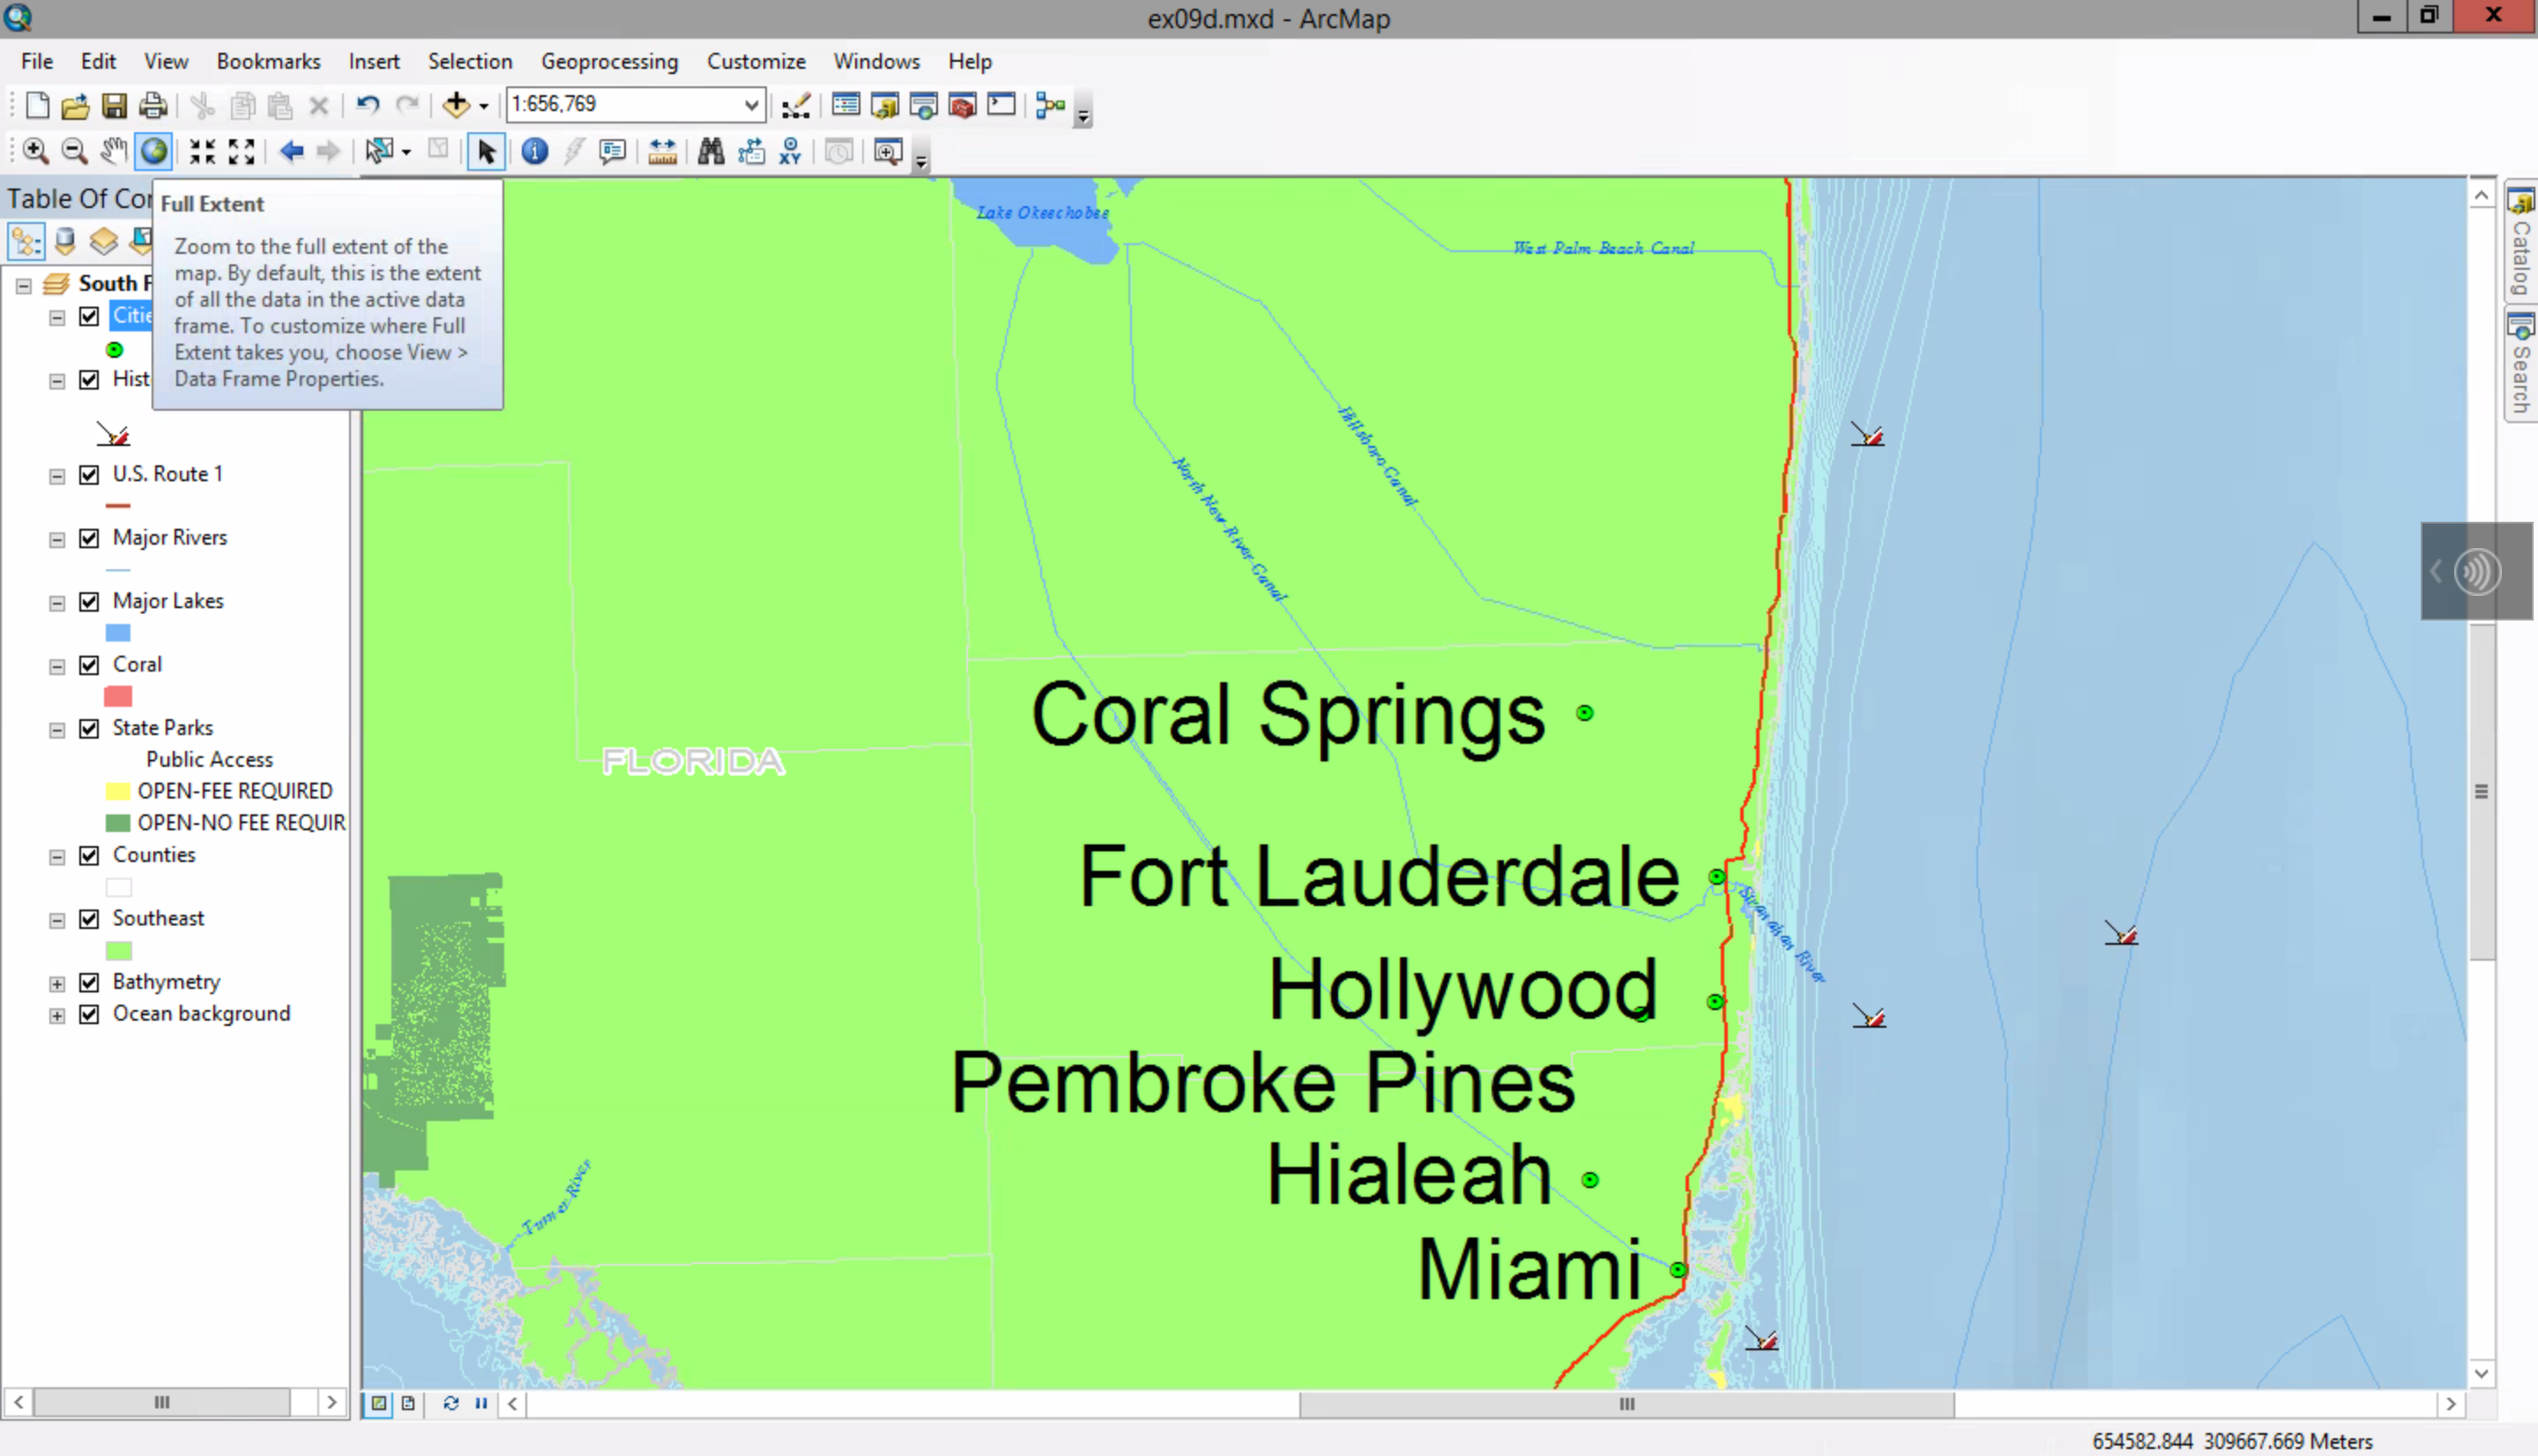 ex09d.mxd - ArcMap
File Edit View Bookmarks Insert Selection Geoprocessing Customize Windows Help
1:656,769
XY
Table Of Co
Full Extent
Zoom to the full extent of the
map. By default, this is the extent
of all the data in the active data
frame. To customize where Full
Extent takes you, choose View >
Data Frame Properties.
South F
Citie
Hist
U.S. Route 1
Major Rivers
Major Lakes
Coral
State Parks
Public Access
OPEN-FEE REQUIRED
OPEN-NO FEE REQUIR
Counties
Southeast
Bathymetry
Ocean background
Lake Okeechobee
West Palm Beach Canal
Hillsboro Canal
North New River Canal
FLORIDA
Coral Springs
Fort Lauderdale
Stranahan River
Hollywood
Pembroke Pines
Hialeah
Miami
Turner River
Catalog
Search
654582.844 309667.669 Meters